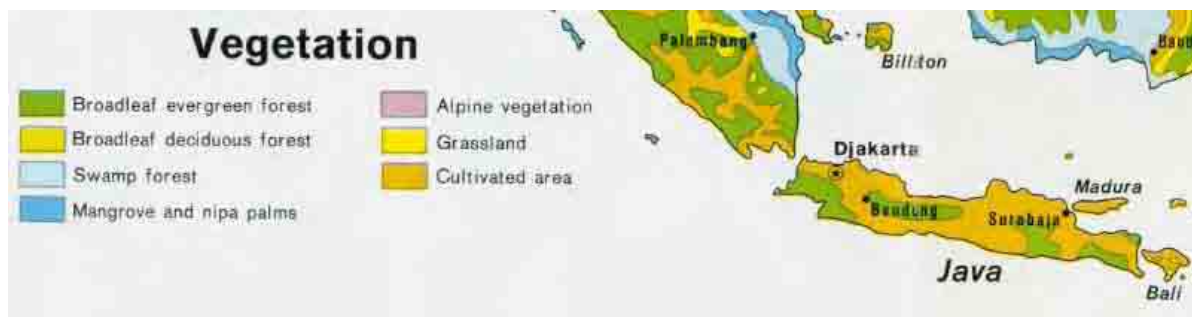 Vegetation
Broadleaf evergreen forest
Broadleaf deciduous forest
Swamp forest
Mangrove and nipa palms
Alpine vegetation
Grassland
Cultivated area
Palembang
Billiton
Djakarta
Bandung
Surabaja
Madura
Java
Bali